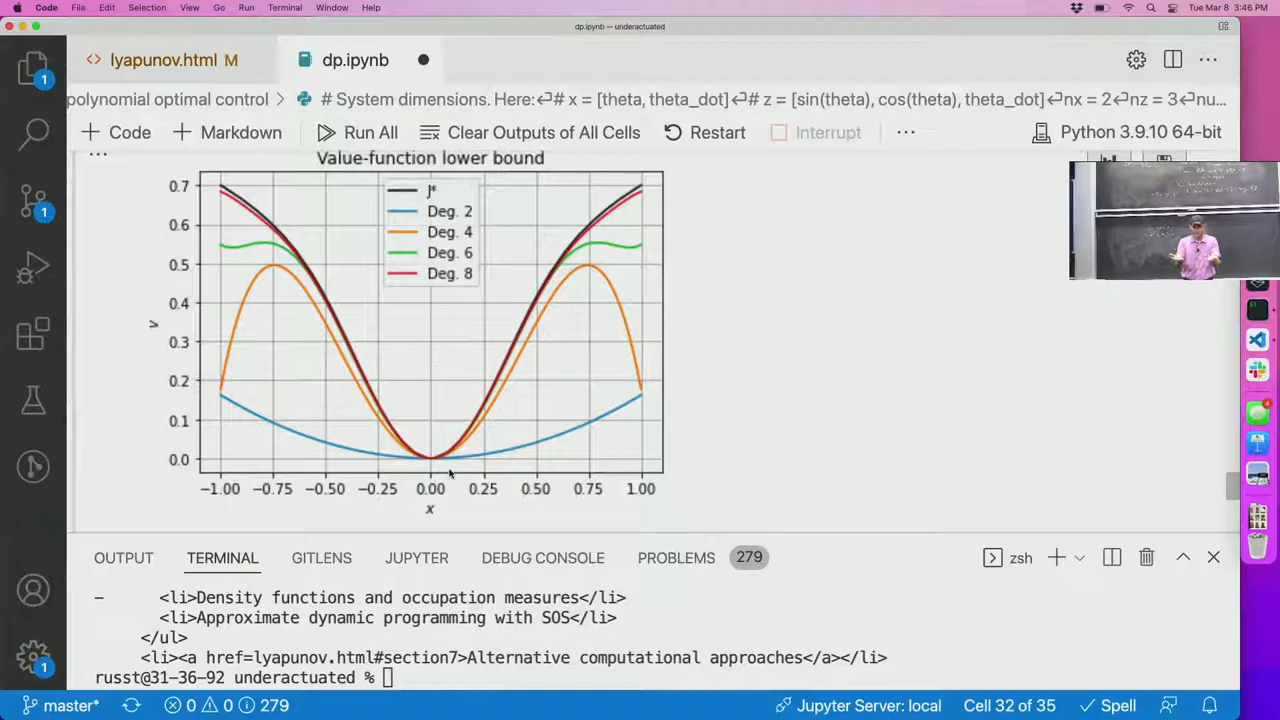 Code File Edit Selection View Go Run Terminal Window Help Tue Mar 8 3:46 PM
dp.ipynb — underactuated
lyapunov.html M dp.ipynb
polynomial optimal control > # System dimensions. Here:↵# x = [theta, theta_dot]↵# z = [sin(theta), cos(theta), theta_dot]↵nx = 2↵nz = 3↵nu...
+ Code + Markdown Run All Clear Outputs of All Cells Restart Interrupt ... Python 3.9.10 64-bit
...
Value-function lower bound
0.7
0.6
0.5
0.4
0.3
0.2
0.1
0.0
v
J*
Deg. 2
Deg. 4
Deg. 6
Deg. 8
−1.00 −0.75 −0.50 −0.25 0.00 0.25 0.50 0.75 1.00
x
OUTPUT TERMINAL GITLENS JUPYTER DEBUG CONSOLE PROBLEMS 279 zsh
— <li>Density functions and occupation measures</li>
<li>Approximate dynamic programming with SOS</li>
</ul>
<li><a href=lyapunov.html#section7>Alternative computational approaches</a></li>
russt@31-36-92 underactuated %
master* 0 0 279 Jupyter Server: local Cell 32 of 35 Spell
1
1
1
4